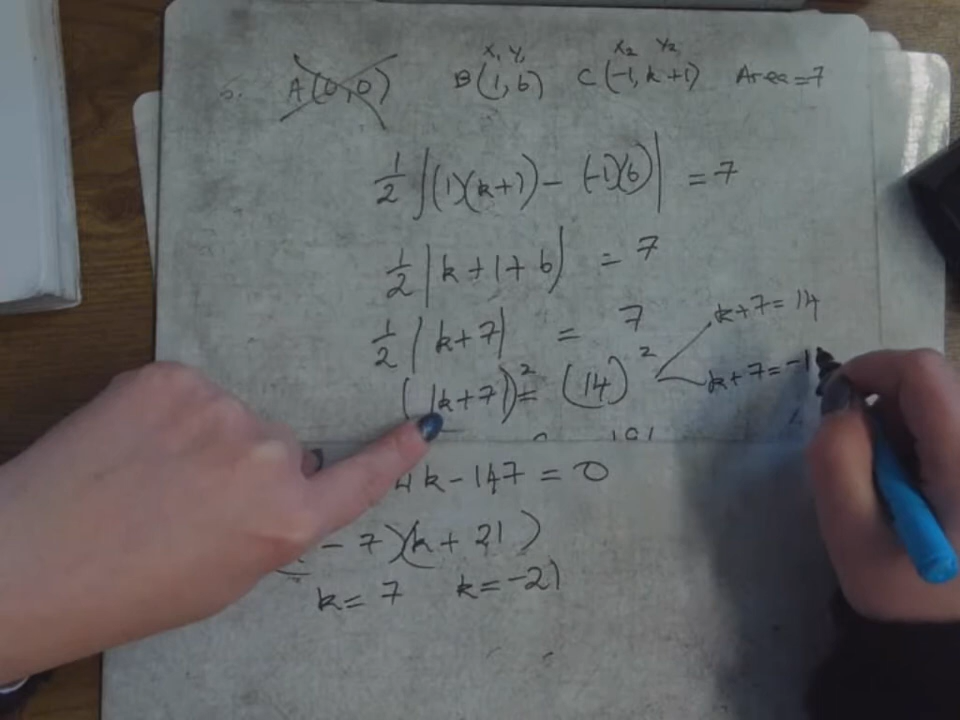 6. A(0,0) B(1,6) C(-1,k+1) Area=7
x₁ y₁ x₂ y₂
1/2 |(1)(k+1) - (-1)(6)| = 7
1/2 |k+1+6| = 7
1/2 |k+7| = 7
(|k+7|)² = (14)²
k+7=14
k+7=-1
4k-147=0
-7)(k+21)
k=7 k=-21